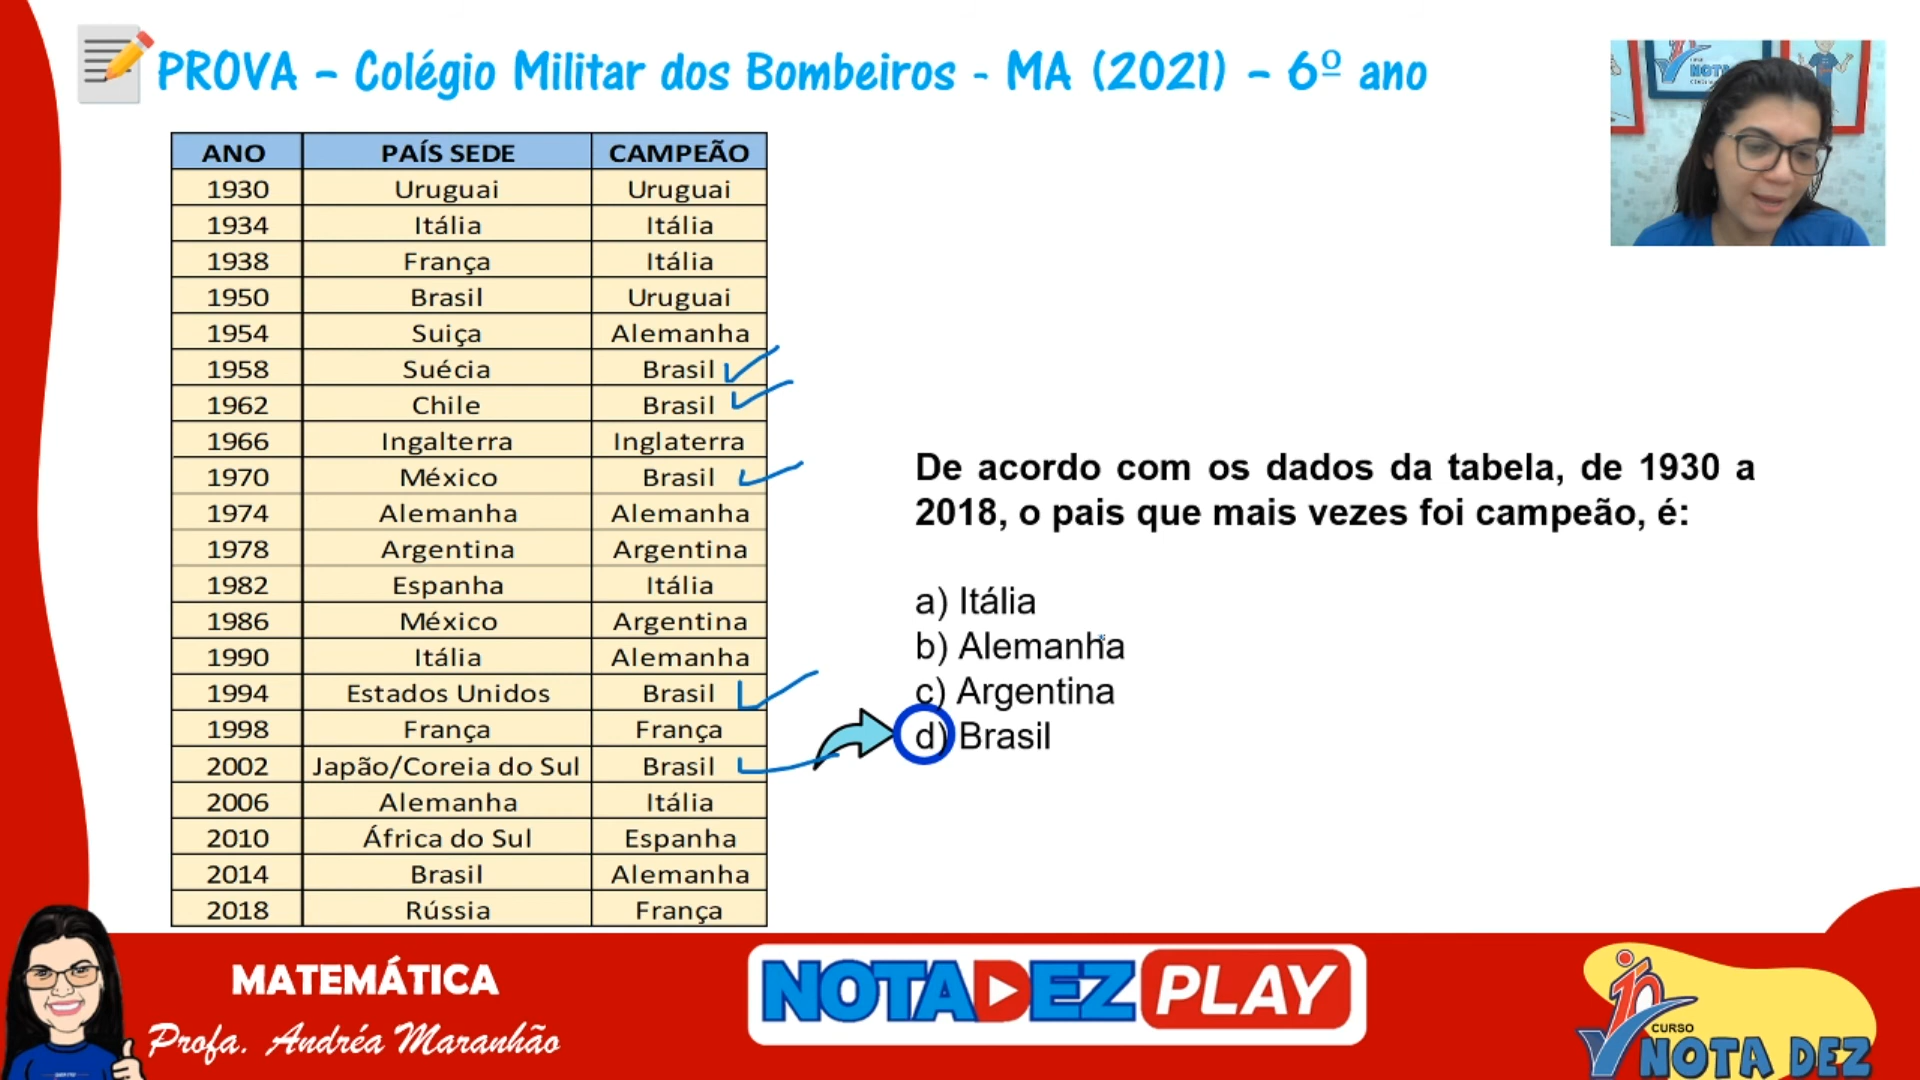 PROVA – Colégio Militar dos Bombeiros - MA (2021) – 6º ano
ANO PAÍS SEDE CAMPEÃO
1930 Uruguai Uruguai
1934 Itália Itália
1938 França Itália
1950 Brasil Uruguai
1954 Suiça Alemanha
1958 Suécia Brasil
1962 Chile Brasil
1966 Ingalterra Inglaterra
1970 México Brasil
1974 Alemanha Alemanha
1978 Argentina Argentina
1982 Espanha Itália
1986 México Argentina
1990 Itália Alemanha
1994 Estados Unidos Brasil
1998 França França
2002 Japão/Coreia do Sul Brasil
2006 Alemanha Itália
2010 África do Sul Espanha
2014 Brasil Alemanha
2018 Rússia França
De acordo com os dados da tabela, de 1930 a
2018, o pais que mais vezes foi campeão, é:
a) Itália
b) Alemanha
c) Argentina
d) Brasil
MATEMÁTICA
Profa. Andréa Maranhão
NOTADEZ PLAY
CURSO
NOTA DEZ